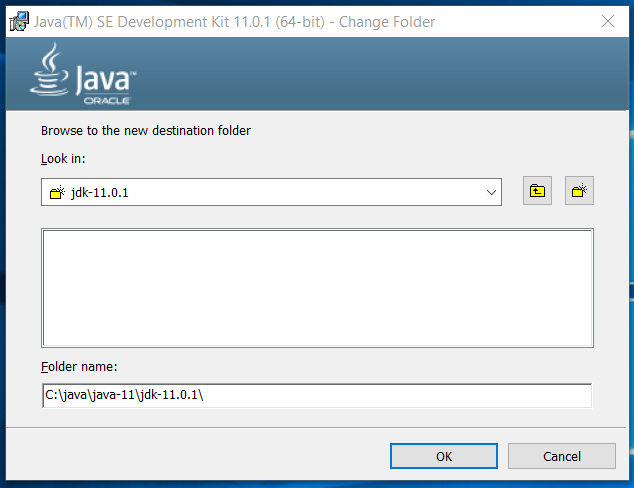 Java(TM) SE Development Kit 11.0.1 (64-bit) - Change Folder
Java™
ORACLE®
Browse to the new destination folder
Look in:
jdk-11.0.1
Folder name:
C:\java\java-11\jdk-11.0.1\
OK Cancel